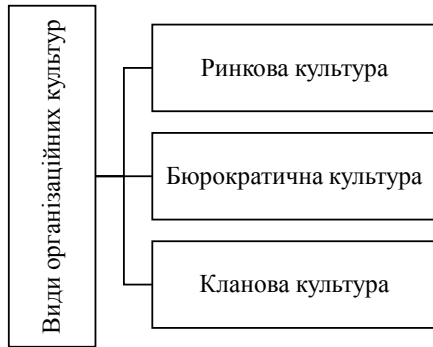 Види організаційних культур
Ринкова культура
Бюрократична культура
Кланова культура